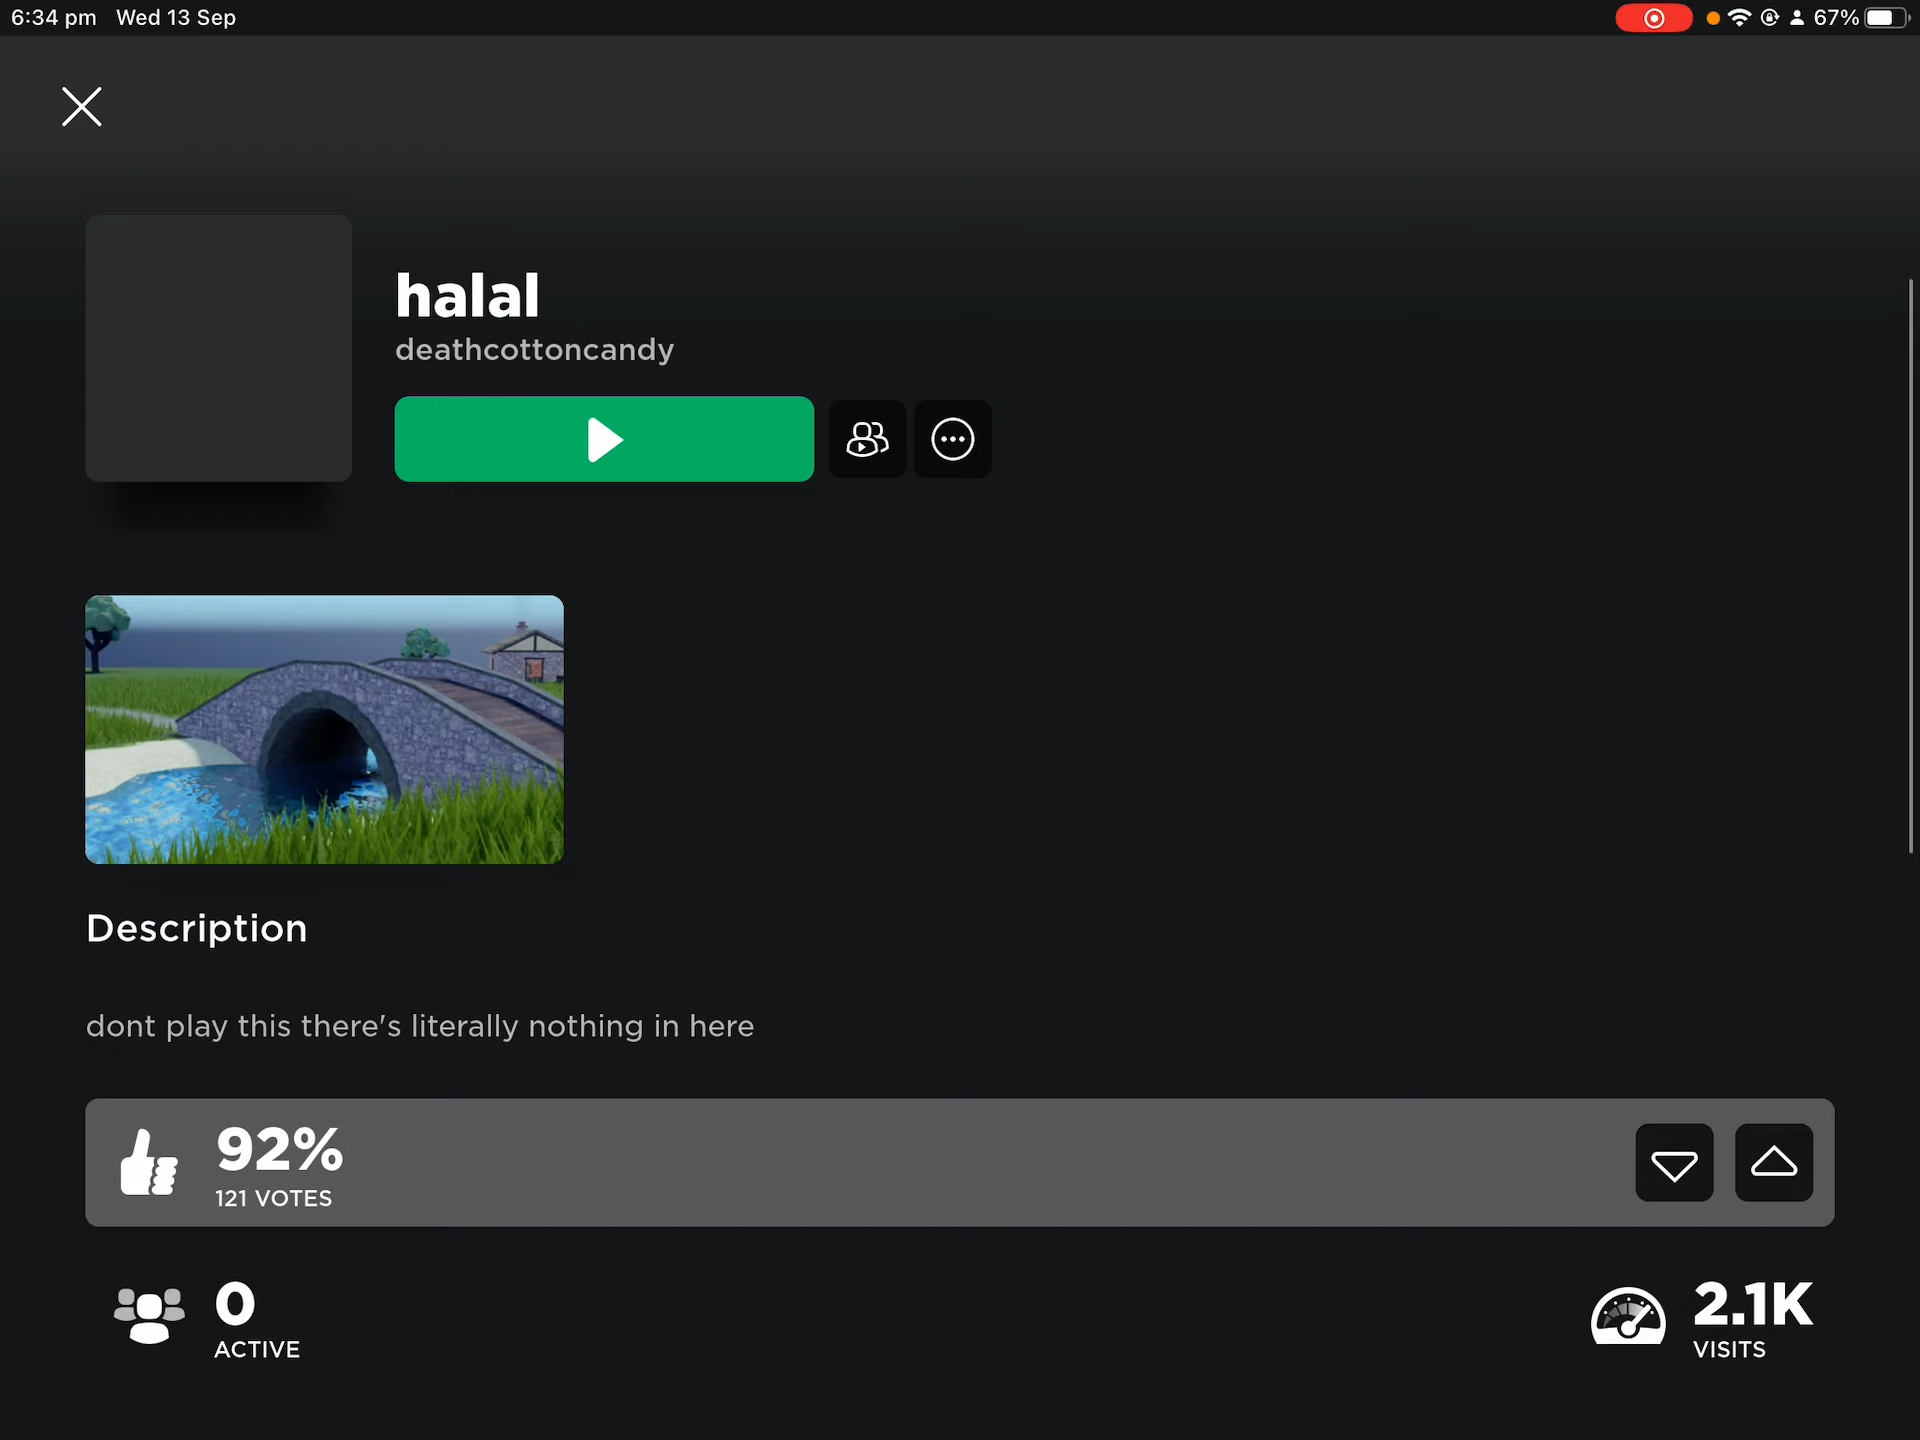 6:34 pm Wed 13 Sep 67%
halal
deathcottoncandy
Description
dont play this there's literally nothing in here
92%
121 VOTES
0
ACTIVE
2.1K
VISITS